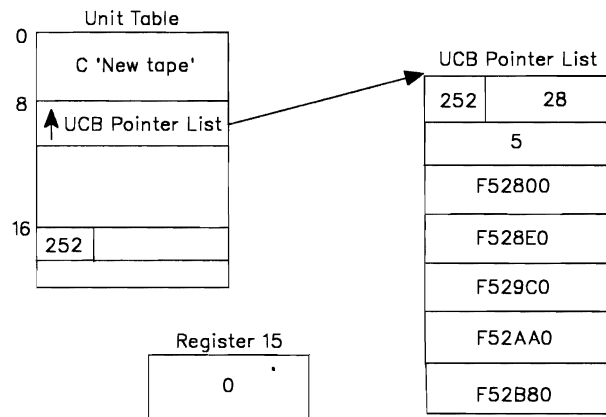 Unit Table
0
C 'New tape'
8
↑ UCB Pointer List
16
252
Register 15
0
UCB Pointer List
252 28
5
F52800
F528E0
F529C0
F52AA0
F52B80